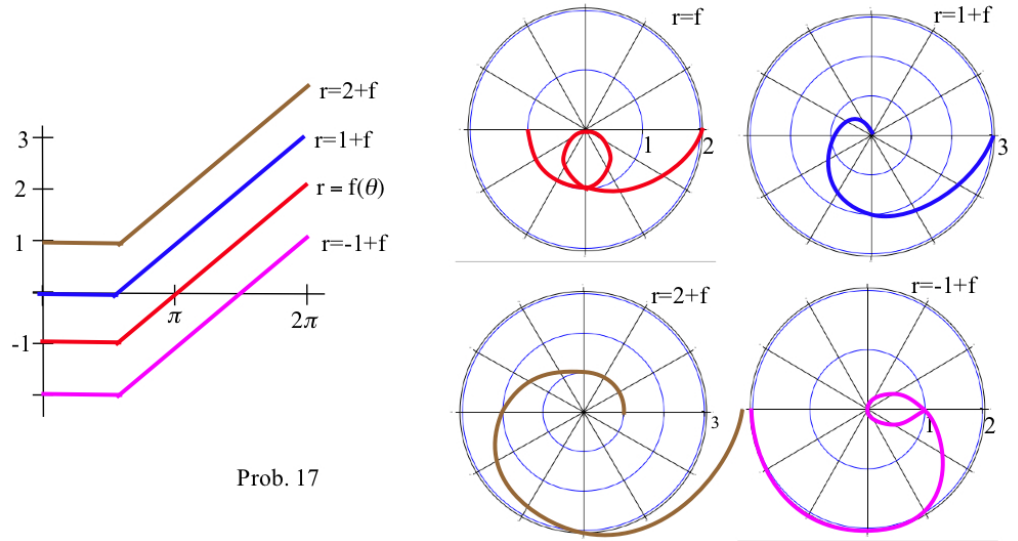 r=2+f
3
r=1+f
2
r = f(θ)
1
r=-1+f
π
2π
-1
Prob. 17
r=f
1
2
r=1+f
3
r=2+f
3
r=-1+f
1
2